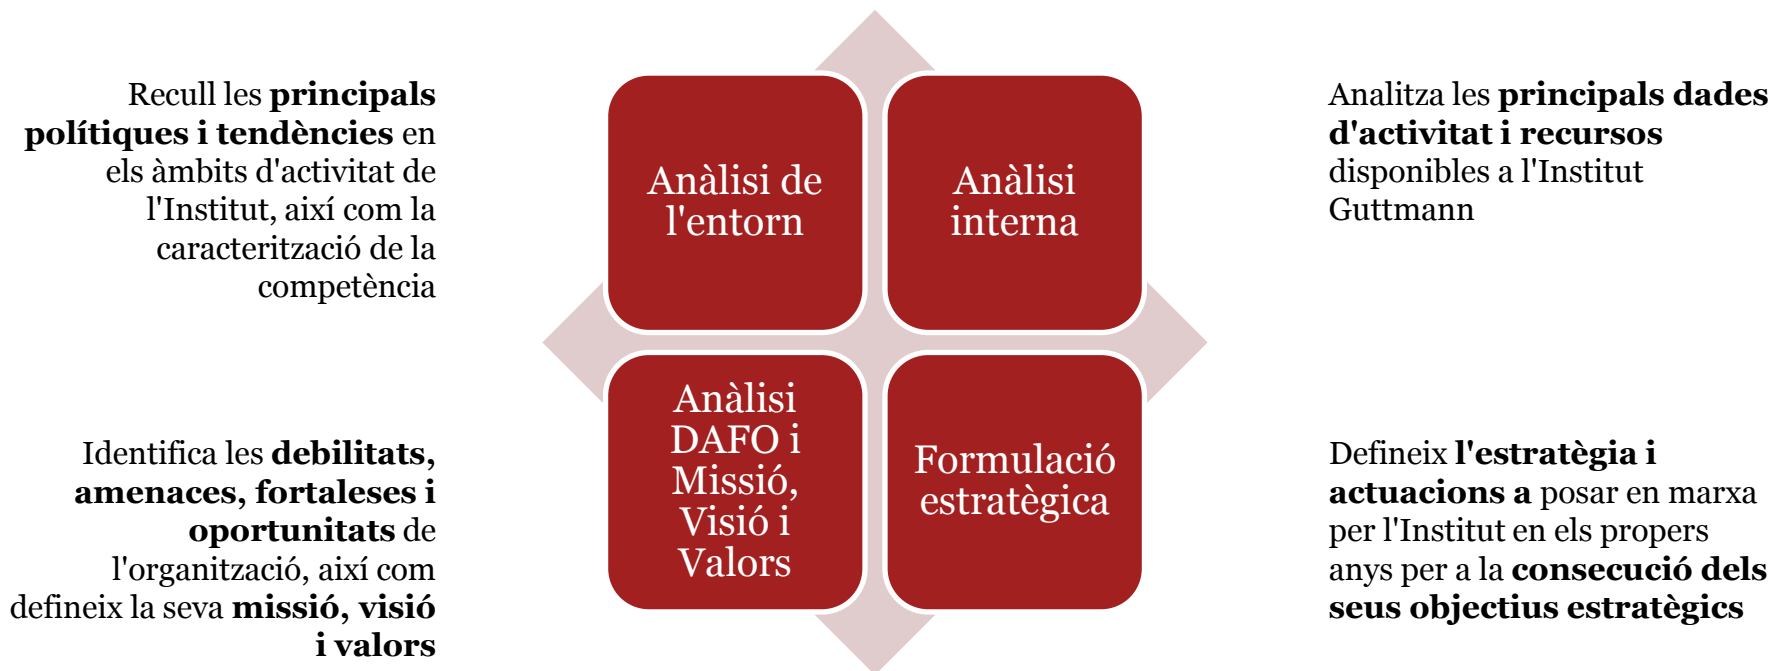 Recull les principals
polítiques i tendències en
els àmbits d'activitat de
l'Institut, així com la
caracterització de la
competència
Anàlisi de
l'entorn
Anàlisi
interna
Analitza les principals dades
d'activitat i recursos
disponibles a l'Institut
Guttmann
Identifica les debilitats,
amenaces, fortaleses i
oportunitats de
l'organització, així com
defineix la seva missió, visió
i valors
Anàlisi
DAFO i
Missió,
Visió i
Valors
Formulació
estratègica
Defineix l'estratègia i
actuacions a posar en marxa
per l'Institut en els propers
anys per a la consecució dels
seus objectius estratègics